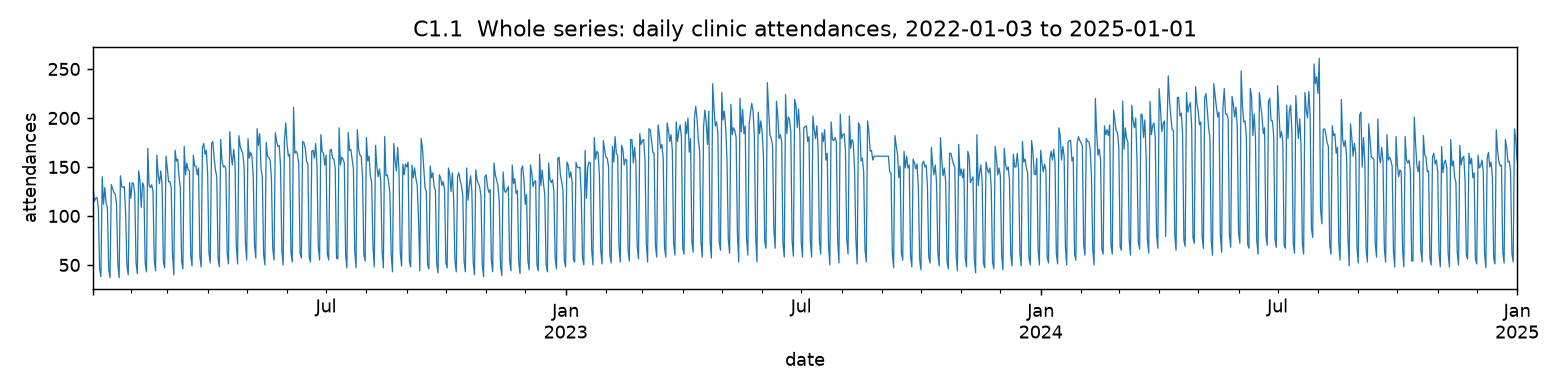 C1.1  Whole series: daily clinic attendances, 2022-01-03 to 2025-01-01
attendances
250
200
150
100
50
Jul
Jan
2023
Jul
Jan
2024
Jul
Jan
2025
date